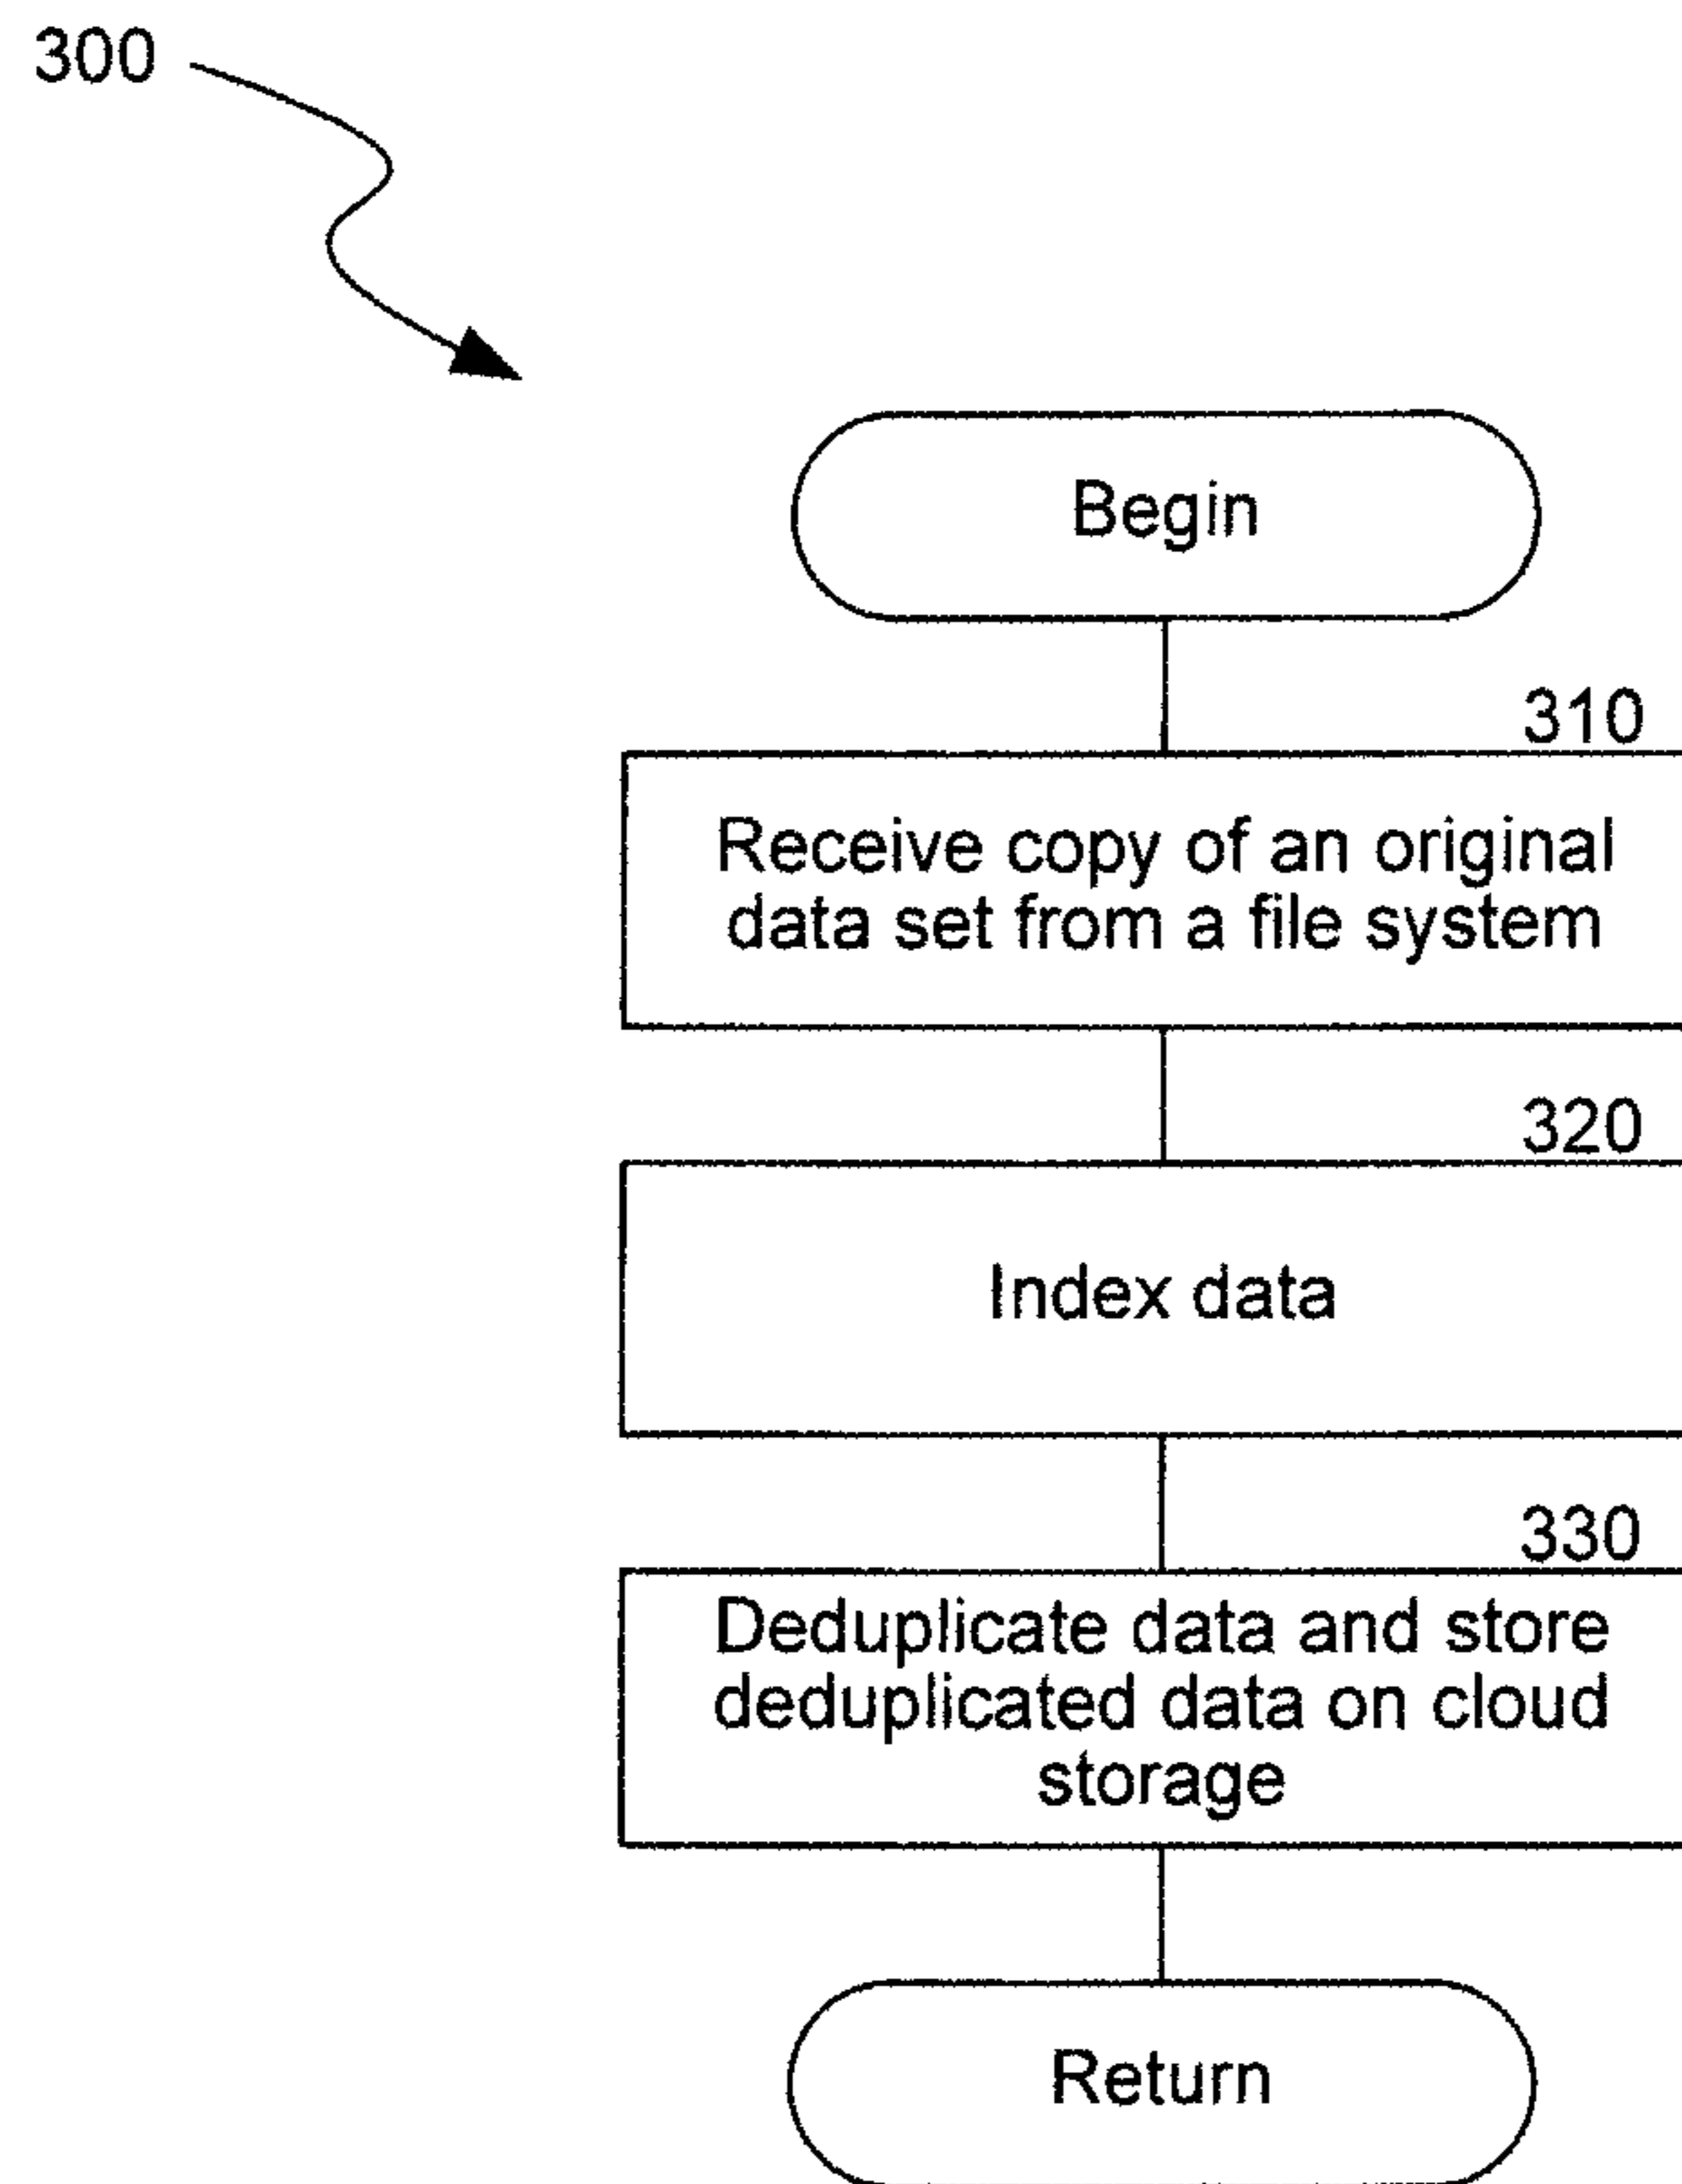 300
Begin
310
Receive copy of an original
data set from a file system
320
Index data
330
Deduplicate data and store
deduplicated data on cloud
storage
Return